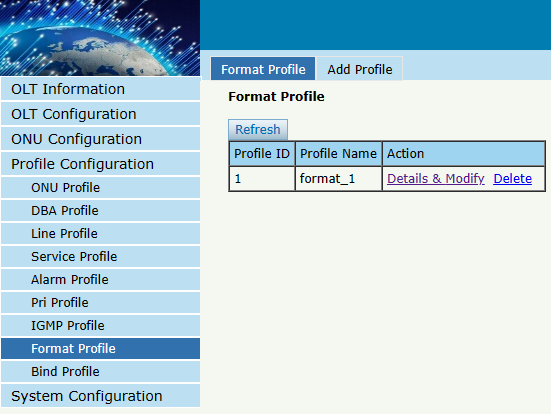 Format Profile Add Profile
Format Profile
Refresh
Profile ID Profile Name Action
1 format_1 Details & Modify Delete
OLT Information
OLT Configuration
ONU Configuration
Profile Configuration
ONU Profile
DBA Profile
Line Profile
Service Profile
Alarm Profile
Pri Profile
IGMP Profile
Format Profile
Bind Profile
System Configuration